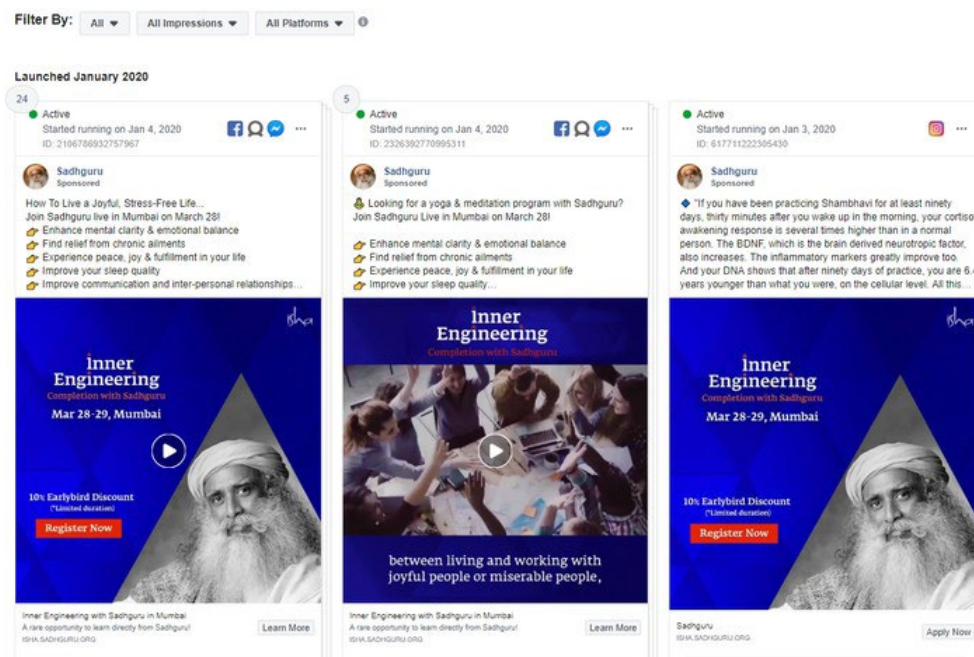 Filter By: All All Impressions All Platforms
Launched January 2020
24
Active
Started running on Jan 4, 2020
ID: 2106786932757967
Sadhguru
Sponsored
How To Live a Joyful, Stress-Free Life...
Join Sadhguru live in Mumbai on March 28!
Enhance mental clarity & emotional balance
Find relief from chronic ailments
Experience peace, joy & fulfillment in your life
Improve your sleep quality
Improve communication and inter-personal relationships...
isha
inner
Engineering
Completion with Sadhguru
Mar 28-29, Mumbai
10% Earlybird Discount
(*Limited duration)
Register Now
Inner Engineering with Sadhguru in Mumbai
A rare opportunity to learn directly from Sadhguru!
ISHA.SADHGURU.ORG
Learn More
5
Active
Started running on Jan 4, 2020
ID: 2326392770995311
Sadhguru
Sponsored
Looking for a yoga & meditation program with Sadhguru?
Join Sadhguru Live in Mumbai on March 28!
Enhance mental clarity & emotional balance
Find relief from chronic ailments
Experience peace, joy & fulfillment in your life
Improve your sleep quality...
inner
Engineering
Completion with Sadhguru
between living and working with
joyful people or miserable people,
Inner Engineering with Sadhguru in Mumbai
A rare opportunity to learn directly from Sadhguru!
ISHA.SADHGURU.ORG
Learn More
Active
Started running on Jan 3, 2020
ID: 617711222305430
Sadhguru
Sponsored
"If you have been practicing Shambhavi for at least ninety
days, thirty minutes after you wake up in the morning, your cortiso
awakening response is several times higher than in a normal
person. The BDNF, which is the brain derived neurotropic factor,
also increases. The inflammatory markers greatly improve too.
And your DNA shows that after ninety days of practice, you are 6.
years younger than what you were, on the cellular level. All this...
isha
inner
Engineering
Completion with Sadhguru
Mar 28-29, Mumbai
10% Earlybird Discount
(*Limited duration)
Register Now
Sadhguru
ISHA.SADHGURU.ORG
Apply Now